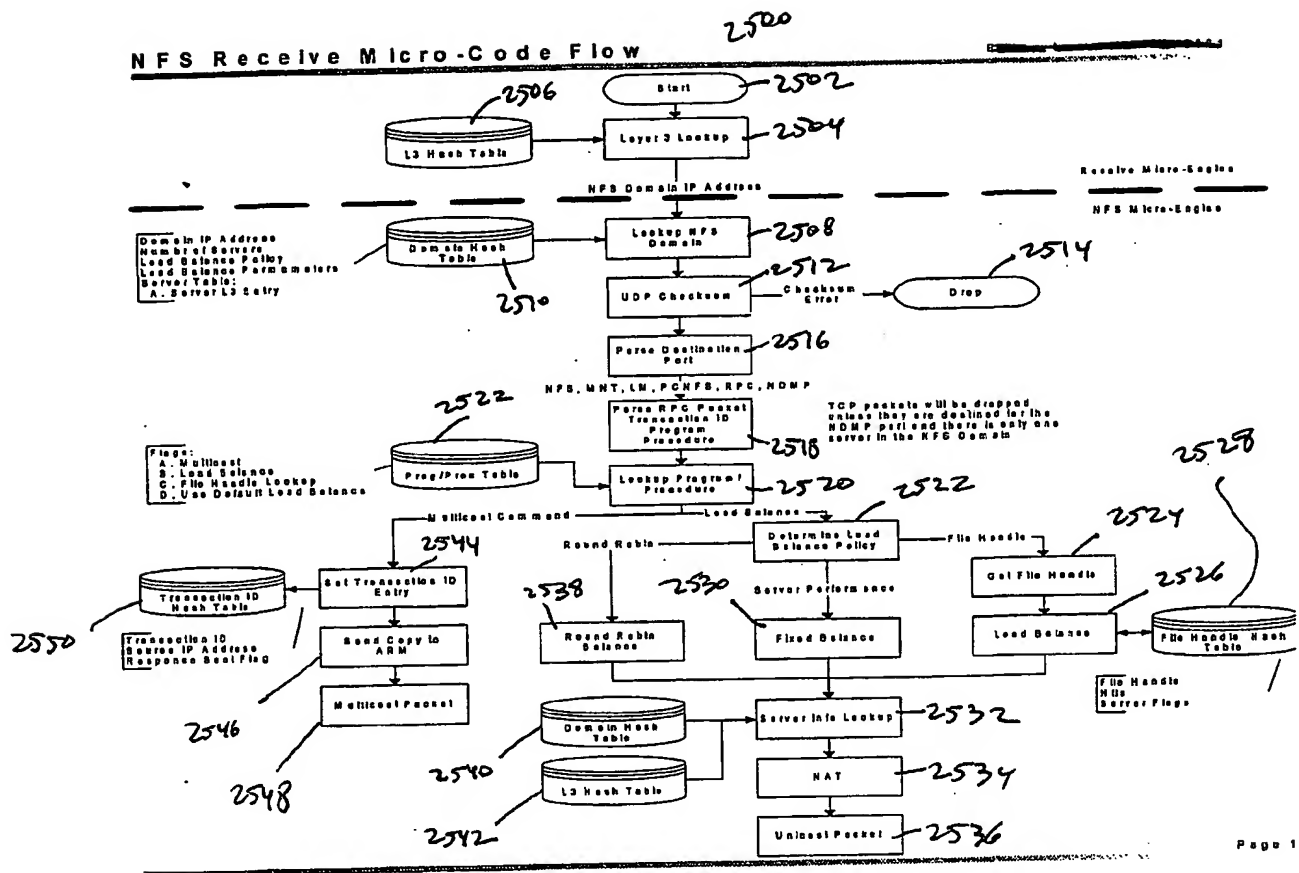 2500
NFS Receive Micro-Code Flow
2506
Start
2502
L3 Hash Table
Layer 3 Lookup
2504
Receive Micro-Engine
NFS Domain IP Address
NFS Micro-Engine
Domain IP Address
Number of Servers
Load Balance Policy
Load Balance Parmameters
Server Table:
A. Server L3 Entry
Domain Hash
Table
2510
Lookup NFS
Domain
2508
2512
2514
UDP Checksum
Checksum
Error
Drop
Parse Destination
Port
2516
NFS, MNT, LM, PCNFS, RPC, NDMP
2522
Parse RPC Packet
Transaction ID
Program
Procedure
2518
TCP packets will be dropped
unless they are destined for the
NDMP port and there is only one
server in the NFS Domain
2528
Flags:
A. Multicast
B. Load Balance
C. File Handle Lookup
D. Use Default Load Balance
Prog/Proc Table
Lookup Program/
Procedure
2520
Multicast Command
Load Balance
2522
2524
2544
Round Robin
Determine Load
Balance Policy
File Handle
Get File Handle
Transaction ID
Hash Table
Set Transaction ID
Entry
2538
2530
Server Performance
2526
2550
Transaction ID
Source IP Address
Response Sent Flag
Send Copy to
ARM
Round Robin
Balance
Fixed Balance
Load Balance
File Handle Hash
Table
Multicast Packet
File Handle
Hits
Server Flags
2546
Domain Hash
Table
Server Info Lookup
2532
2548
2540
L3 Hash Table
NAT
2534
2542
Unicast Packet
2536
Page 1